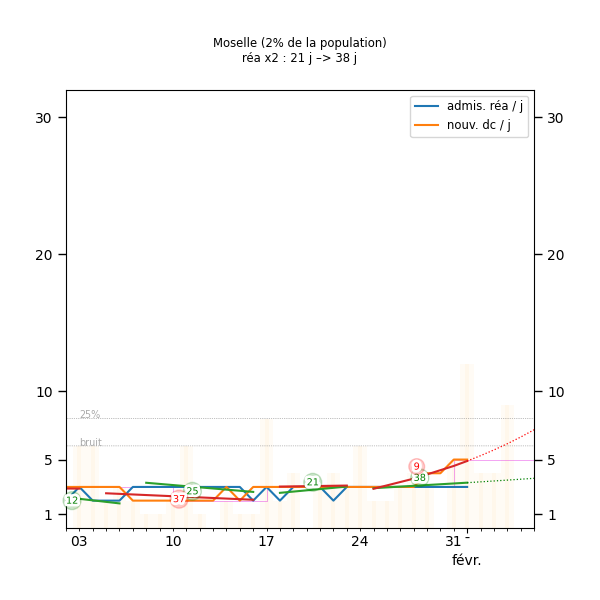 Moselle (2% de la population)
réa x2 : 21 j –> 38 j
admis. réa / j
nouv. dc / j
30 30
20 20
10 10
25%
bruit
5 5
9
38
21
25
37
12
1 1
03 10 17 24 31 -
févr.